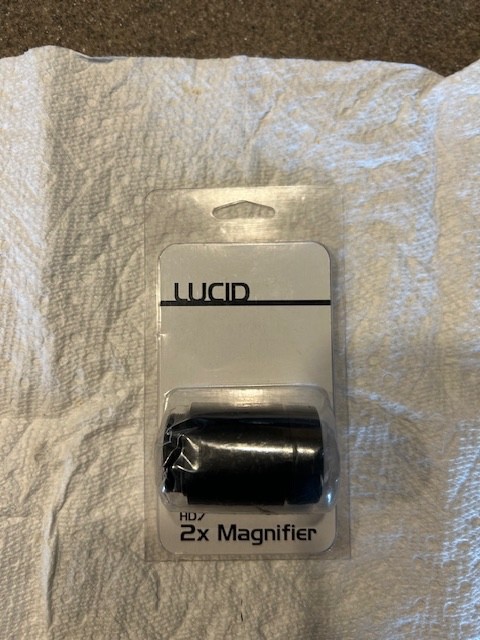 LUCID
HD7
2x Magnifier